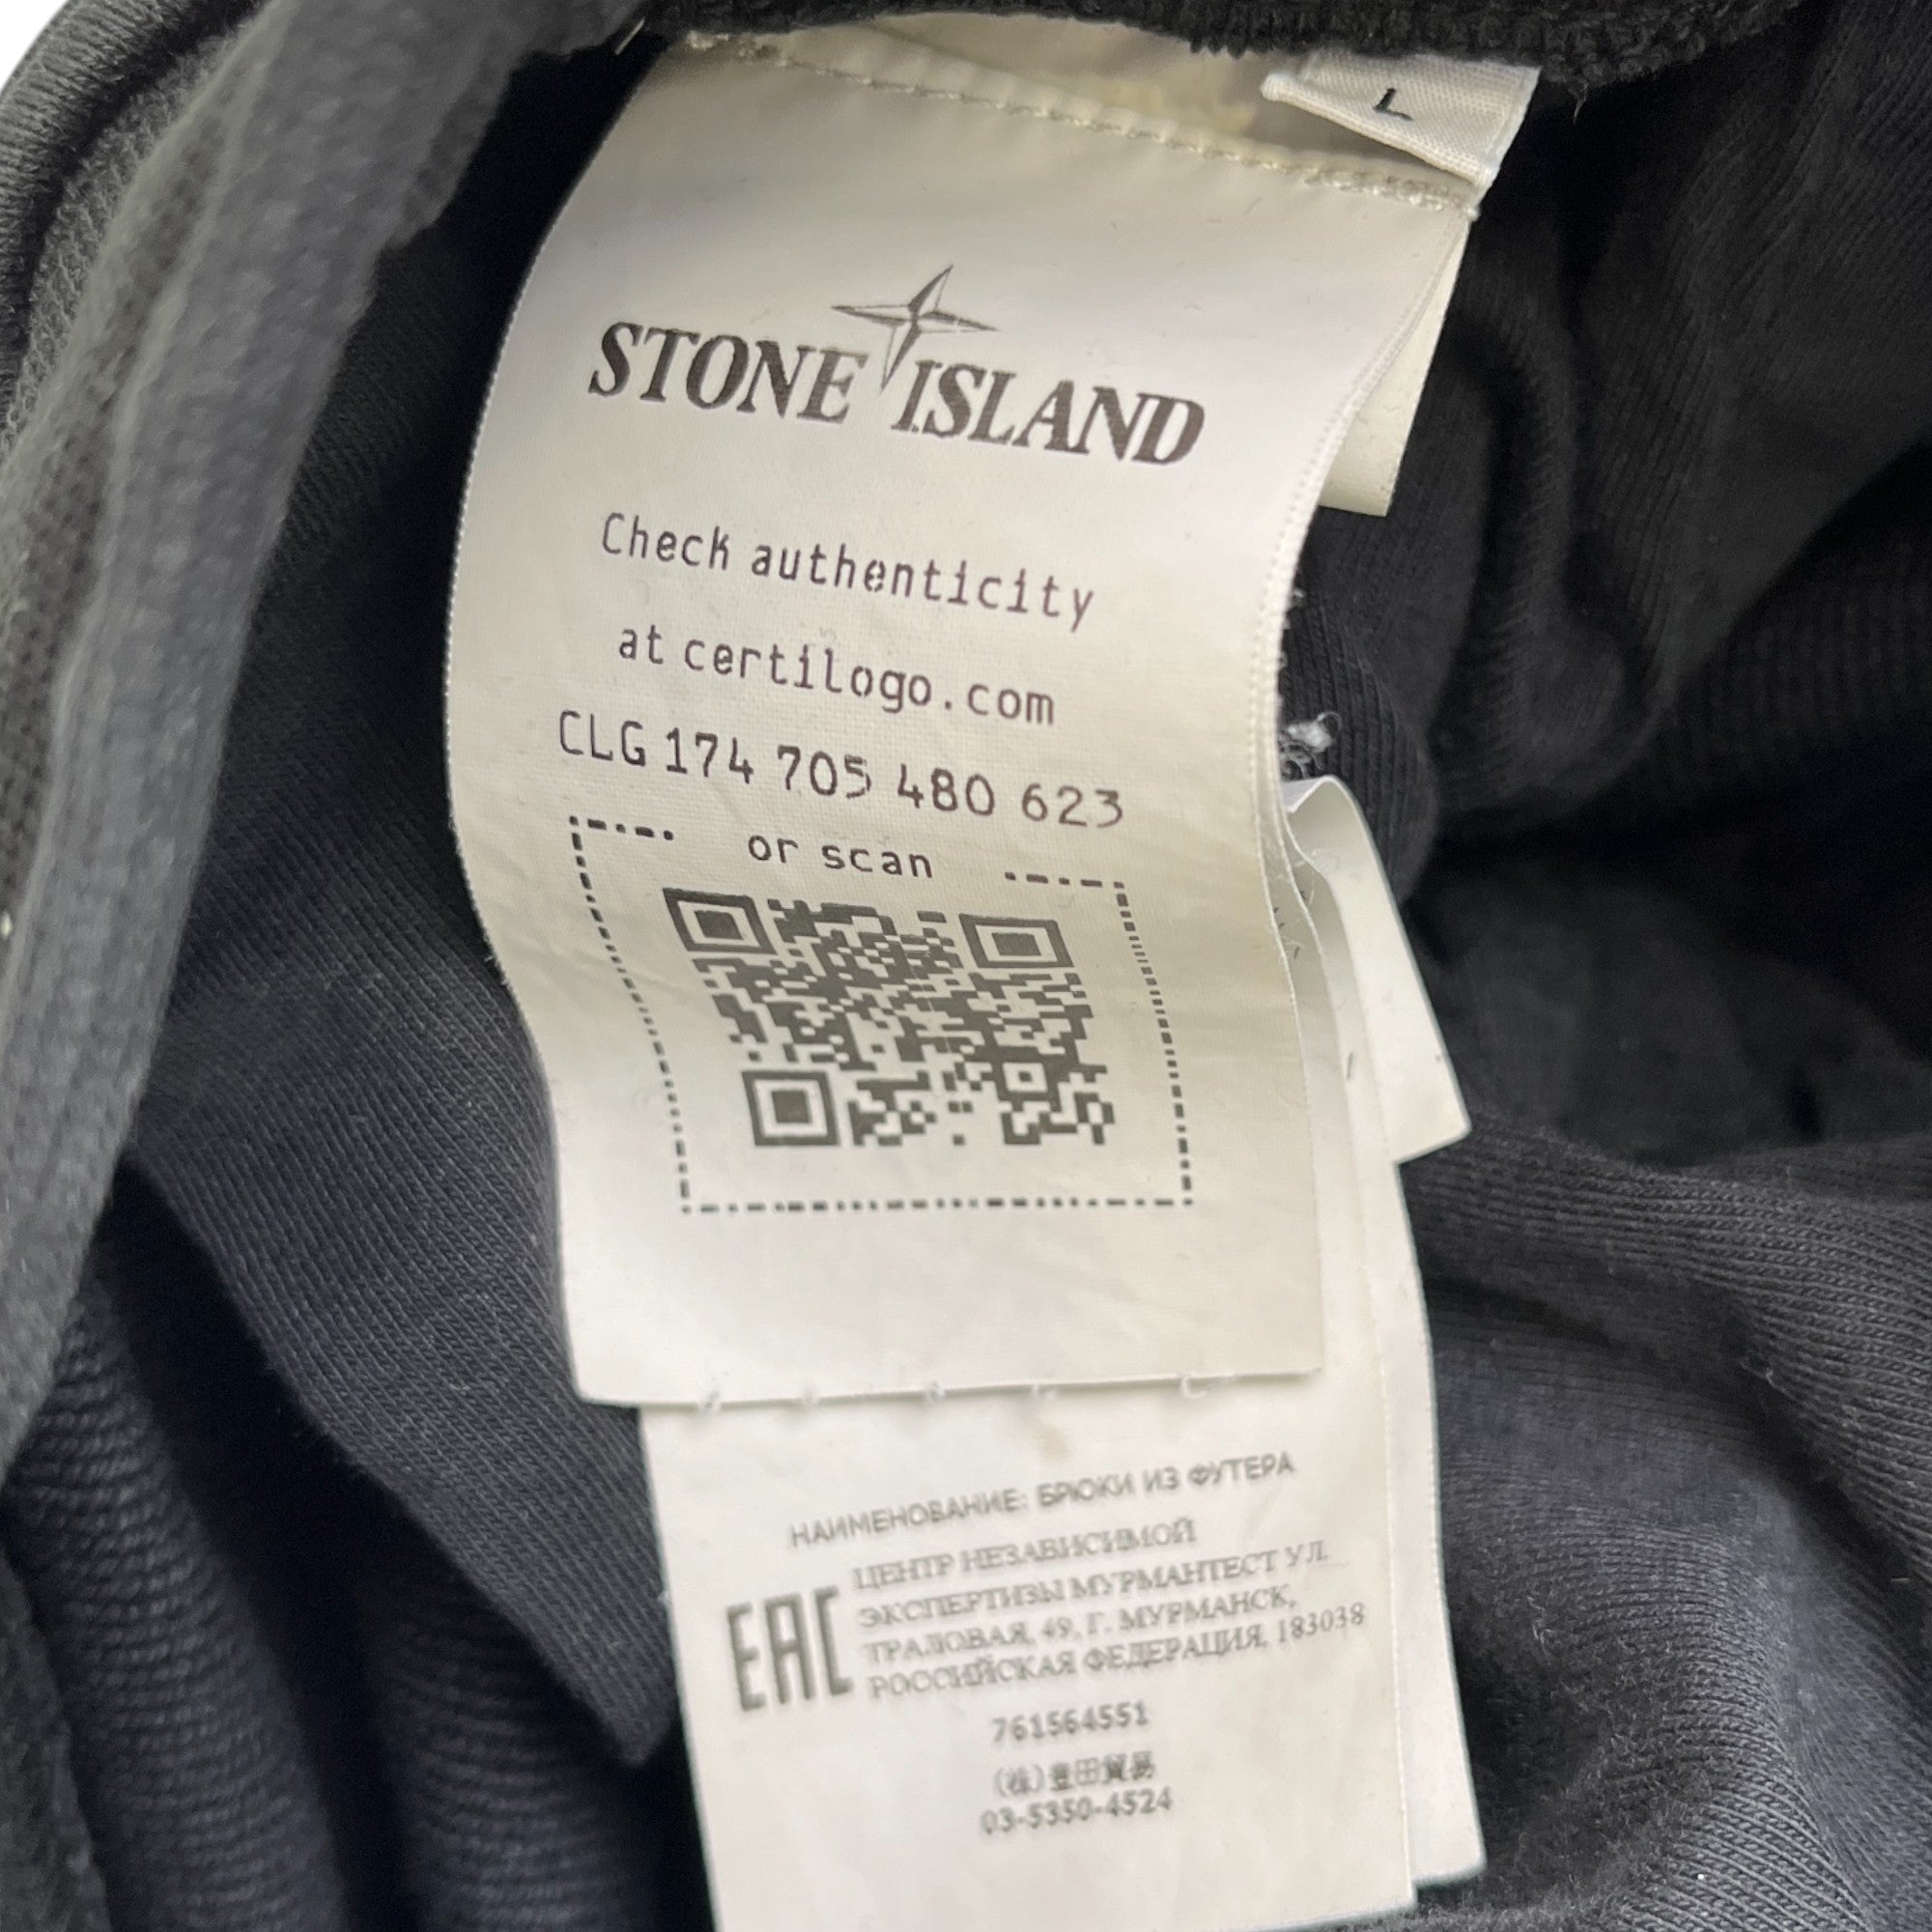 L
STONE ISLAND
Check authenticity
at certilogo.com
CLG 174 705 480 623
or scan
НАИМЕНОВАНИЕ: БРЮКИ ИЗ ФУТЕРА
EAC
ЦЕНТР НЕЗАВИСИМОЙ
ЭКСПЕРТИЗЫ МУРМАНТЕСТ УЛ.
ТРАЛОВАЯ, 49, Г. МУРМАНСК,
РОССИЙСКАЯ ФЕДЕРАЦИЯ, 183038
761564551
(株)豊田貿易
03-5350-4524